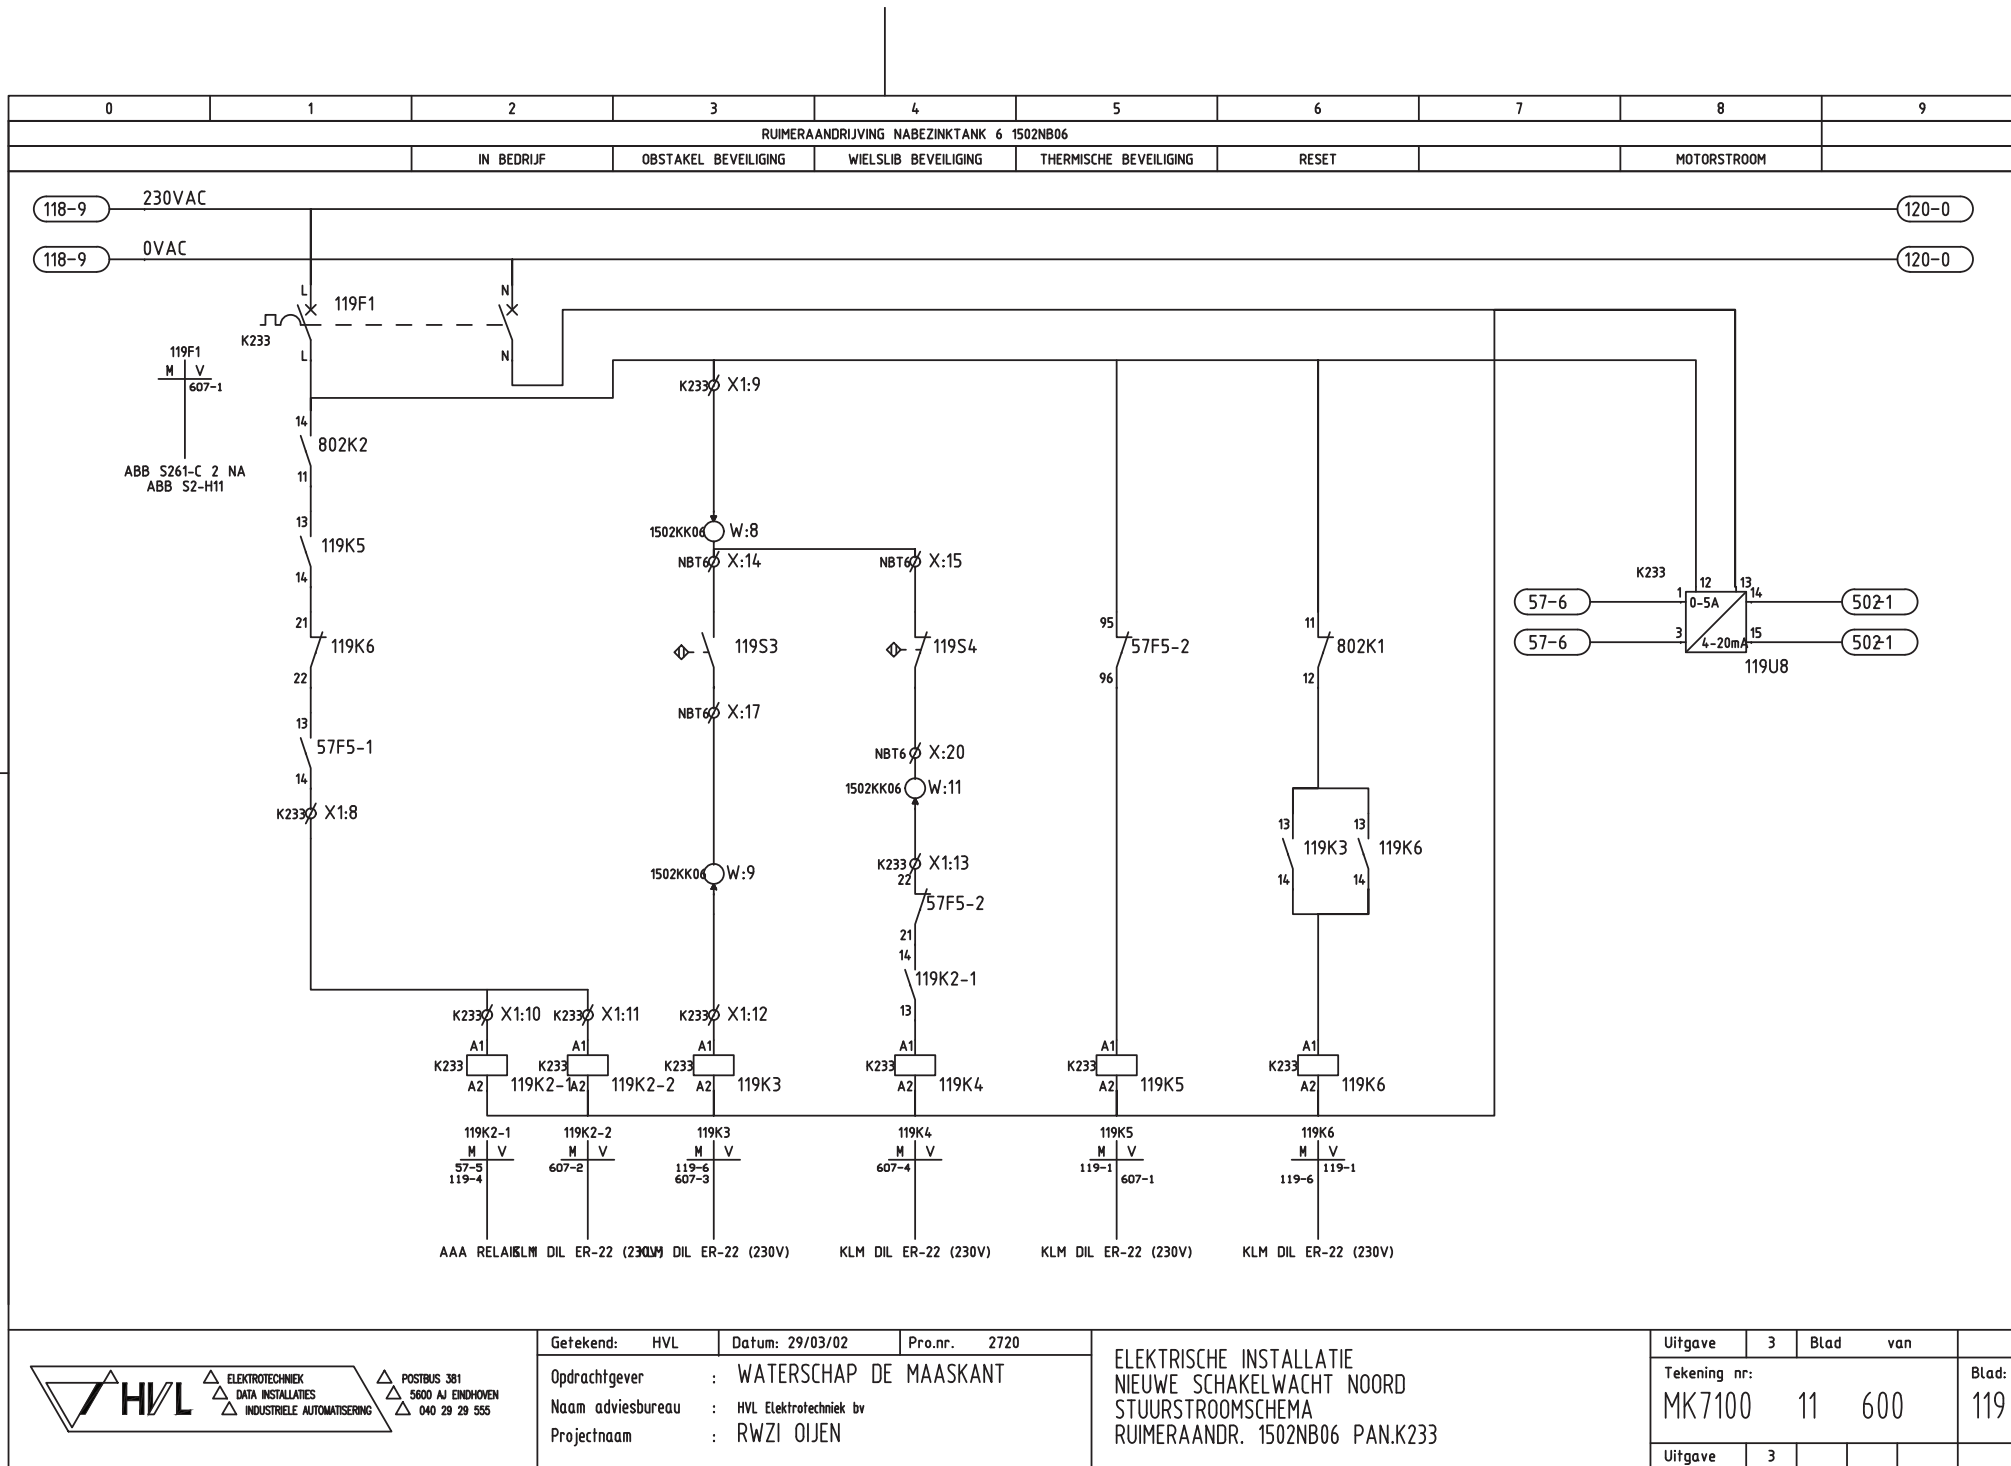 0 1 2 3 4 5 6 7 8 9
RUIMERAANDRIJVING NABEZINKTANK 6 1502NB06
IN BEDRIJF OBSTAKEL BEVEILIGING WIELSLIB BEVEILIGING THERMISCHE BEVEILIGING RESET MOTORSTROOM
118-9 230VAC 120-0
118-9 0VAC 120-0
L 119F1 N
K233
L N
119F1
M V
607-1
K233 X1:9
14
802K2
11
ABB S261-C 2 NA
ABB S2-H11
13
119K5
14
1502KK06 W:8
NBT6 X:14 NBT6 X:15
K233 12 13
57-6 1 0-5A 14 502-1
57-6 3 4-20mA 15 502-1
119U8
21 95 11
119K6 119S3 119S4 57F5-2 802K1
22 96 12
NBT6 X:17
13
57F5-1
14
NBT6 X:20
1502KK06 W:11
K233 X1:8
13 13
119K3 119K6
14 14
K233 X1:13
22
57F5-2
21
1502KK06 W:9
14
119K2-1
13
K233 X1:10 K233 X1:11 K233 X1:12
A1 A1 A1 A1 A1 A1
K233 K233 K233 K233 K233 K233
A2 119K2-1 A2 119K2-2 A2 119K3 A2 119K4 A2 119K5 A2 119K6
119K2-1 119K2-2 119K3 119K4 119K5 119K6
M V M V M V M V M V M V
57-5 607-2 119-6 607-4 119-1 119-1
119-4 607-3 607-1 119-6
AAA RELAIS KLM DIL ER-22 (230V) KLM DIL ER-22 (230V) KLM DIL ER-22 (230V) KLM DIL ER-22 (230V) KLM DIL ER-22 (230V)
HVL
ELEKTROTECHNIEK
DATA INSTALLATIES
INDUSTRIELE AUTOMATISERING
POSTBUS 381
5600 AJ EINDHOVEN
040 29 29 555
Getekend: HVL Datum: 29/03/02 Pro.nr. 2720
Opdrachtgever : WATERSCHAP DE MAASKANT
Naam adviesbureau : HVL Elektrotechniek bv
Projectnaam : RWZI OIJEN
ELEKTRISCHE INSTALLATIE
NIEUWE SCHAKELWACHT NOORD
STUURSTROOMSCHEMA
RUIMERAANDR. 1502NB06 PAN.K233
Uitgave 3 Blad van
Tekening nr: Blad:
MK7100 11 600 119
Uitgave 3